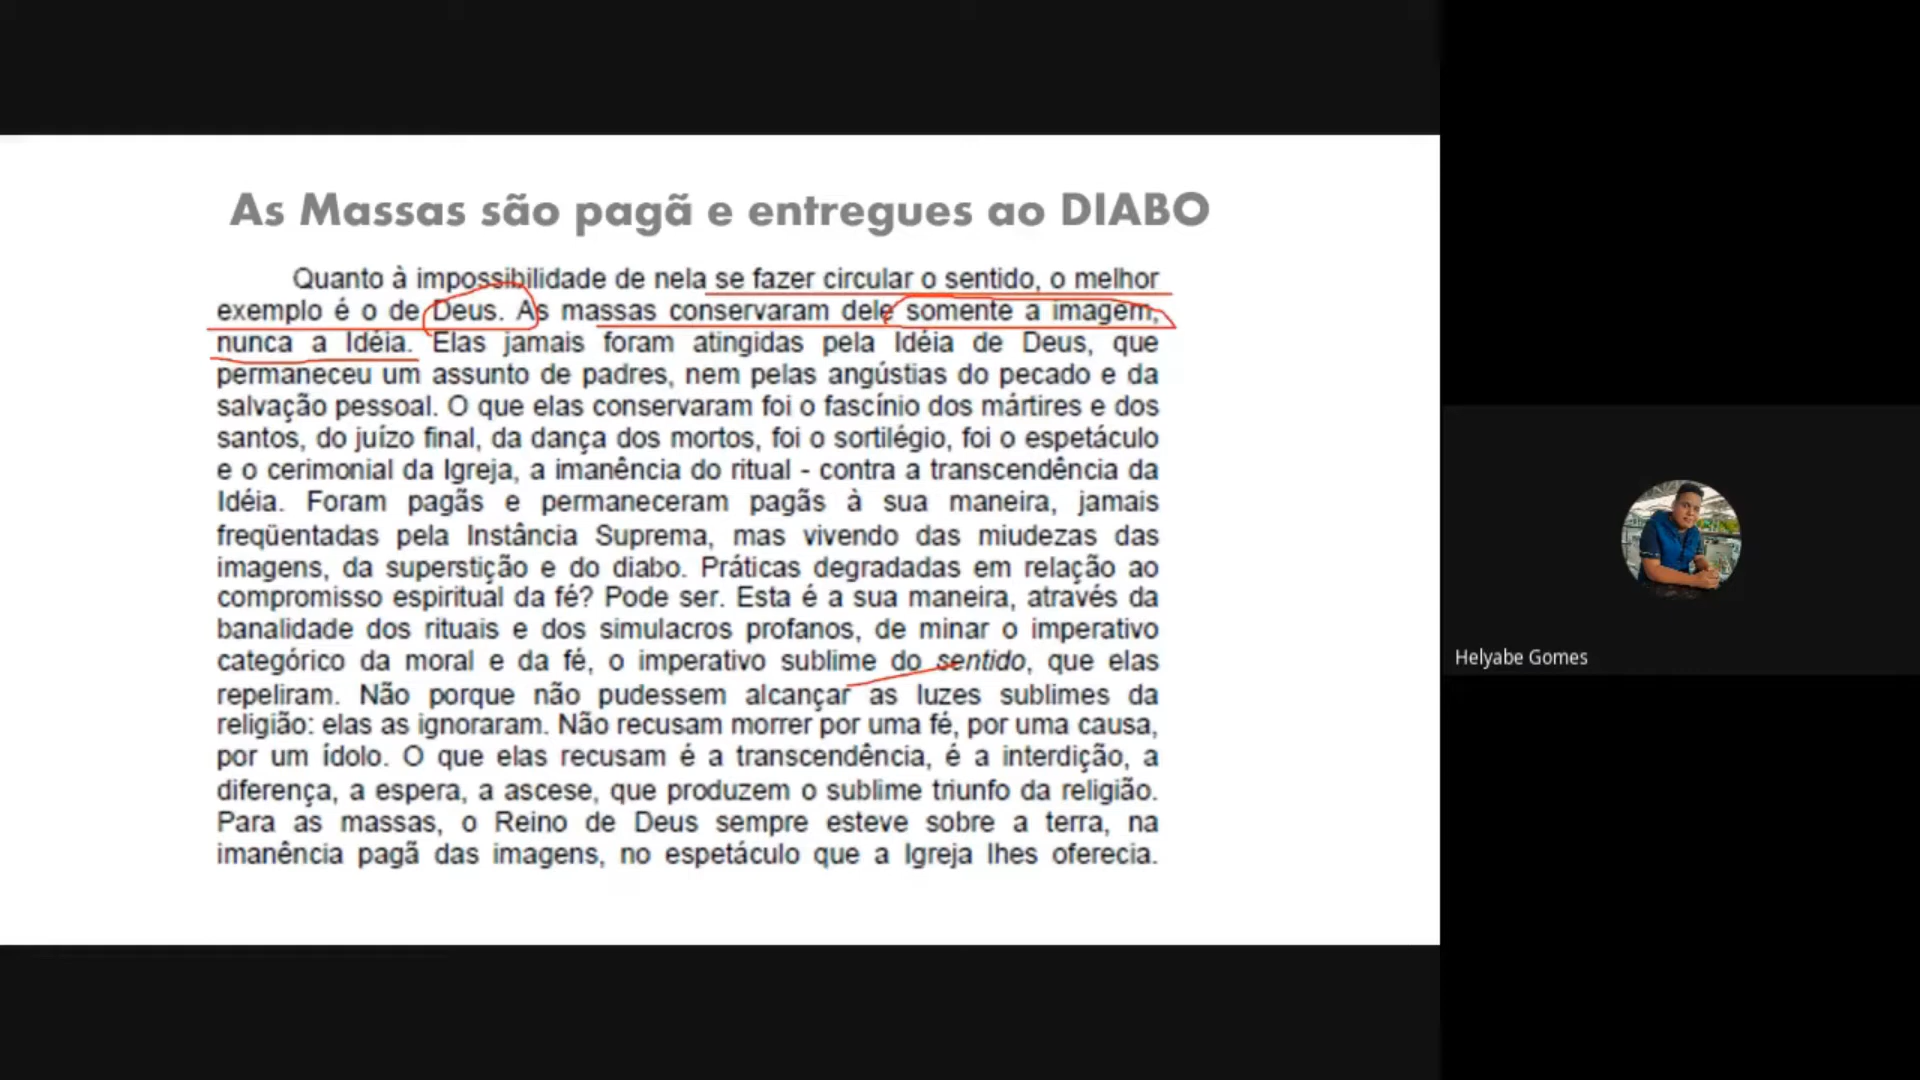 As Massas são pagã e entregues ao DIABO
Quanto à impossibilidade de nela se fazer circular o sentido, o melhor
exemplo é o de Deus. As massas conservaram dele somente a imagem,
nunca a Idéia. Elas jamais foram atingidas pela Idéia de Deus, que
permaneceu um assunto de padres, nem pelas angústias do pecado e da
salvação pessoal. O que elas conservaram foi o fascínio dos mártires e dos
santos, do juízo final, da dança dos mortos, foi o sortilégio, foi o espetáculo
e o cerimonial da Igreja, a imanência do ritual - contra a transcendência da
Idéia. Foram pagãs e permaneceram pagãs à sua maneira, jamais
freqüentadas pela Instância Suprema, mas vivendo das miudezas das
imagens, da superstição e do diabo. Práticas degradadas em relação ao
compromisso espiritual da fé? Pode ser. Esta é a sua maneira, através da
banalidade dos rituais e dos simulacros profanos, de minar o imperativo
categórico da moral e da fé, o imperativo sublime do sentido, que elas
repeliram. Não porque não pudessem alcançar as luzes sublimes da
religião: elas as ignoraram. Não recusam morrer por uma fé, por uma causa,
por um ídolo. O que elas recusam é a transcendência, é a interdição, a
diferença, a espera, a ascese, que produzem o sublime triunfo da religião.
Para as massas, o Reino de Deus sempre esteve sobre a terra, na
imanência pagã das imagens, no espetáculo que a Igreja lhes oferecia.
Helyabe Gomes